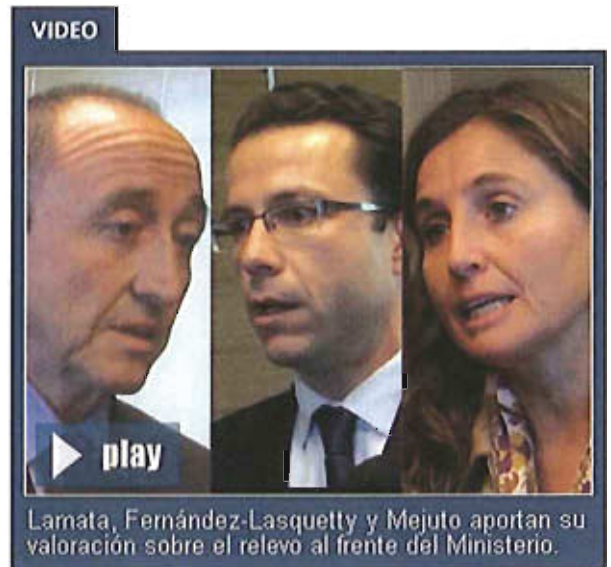 VIDEO
play
Lamata, Fernández-Lasquetty y Mejuto aportan su
valoración sobre el relevo al frente del Ministerio.